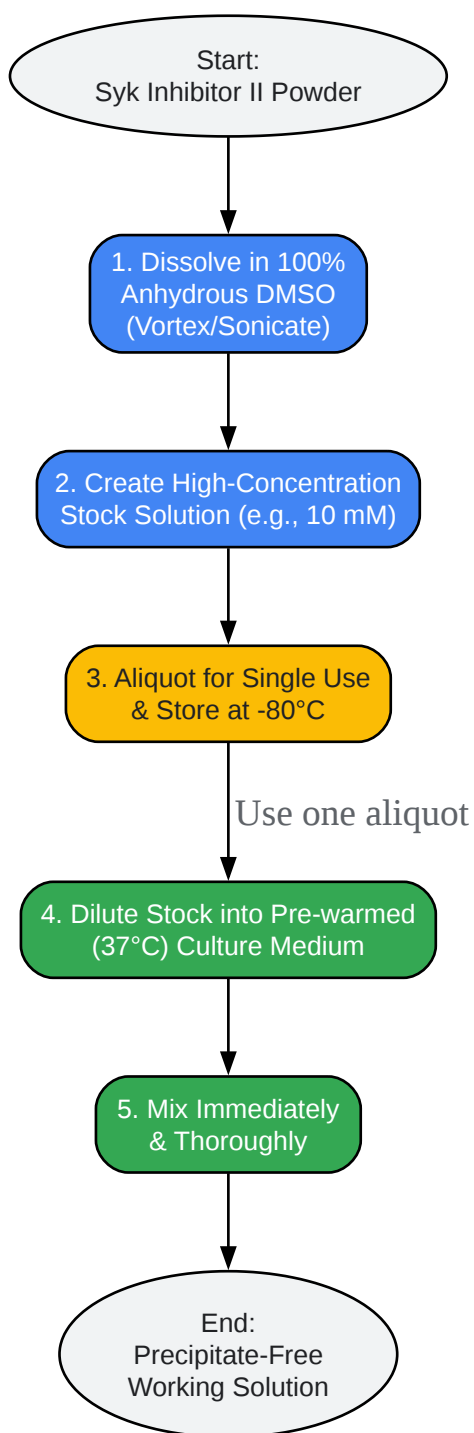 Start:
Syk Inhibitor II Powder
1. Dissolve in 100%
Anhydrous DMSO
(Vortex/Sonicate)
2. Create High-Concentration
Stock Solution (e.g., 10 mM)
3. Aliquot for Single Use
& Store at -80°C
Use one aliquot
4. Dilute Stock into Pre-warmed
(37°C) Culture Medium
5. Mix Immediately
& Thoroughly
End:
Precipitate-Free
Working Solution